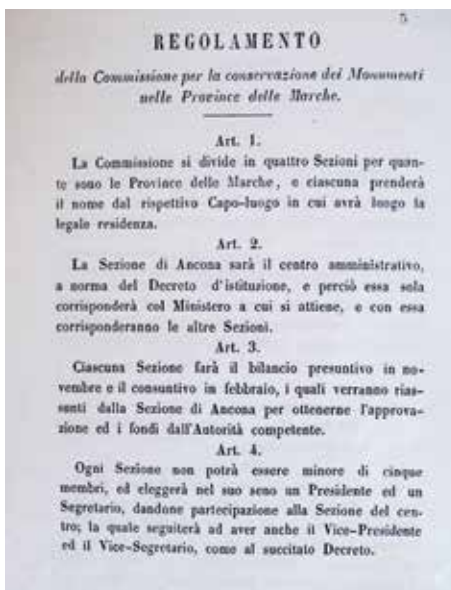 5
REGOLAMENTO
della Commissione per la conservazione dei Monumenti
nelle Province delle Marche.
Art. 1.
La Commissione si divide in quattro Sezioni per quan-
te sono le Province delle Marche, e ciascuna prenderà
il nome dal rispettivo Capo-luogo in cui avrà luogo la
legale residenza.
Art. 2.
La Sezione di Ancona sarà il centro amministrativo,
a norma del Decreto d'istituzione, e perciò essa sola
corrisponderà col Ministero a cui si attiene, e con essa
corrisponderanno le altre Sezioni.
Art. 3.
Ciascuna Sezione farà il bilancio presuntivo in no-
vembre e il consuntivo in febbraio, i quali verranno rias-
sunti dalla Sezione di Ancona per ottenerne l'approva-
zione ed i fondi dall'Autorità competente.
Art. 4.
Ogni Sezione non potrà essere minore di cinque
membri, ed eleggerà nel suo seno un Presidente ed un
Segretario, dandone partecipazione alla Sezione del cen-
tro; la quale seguiterà ad aver anche il Vice-Presidente
ed il Vice-Segretario, come al succitato Decreto.